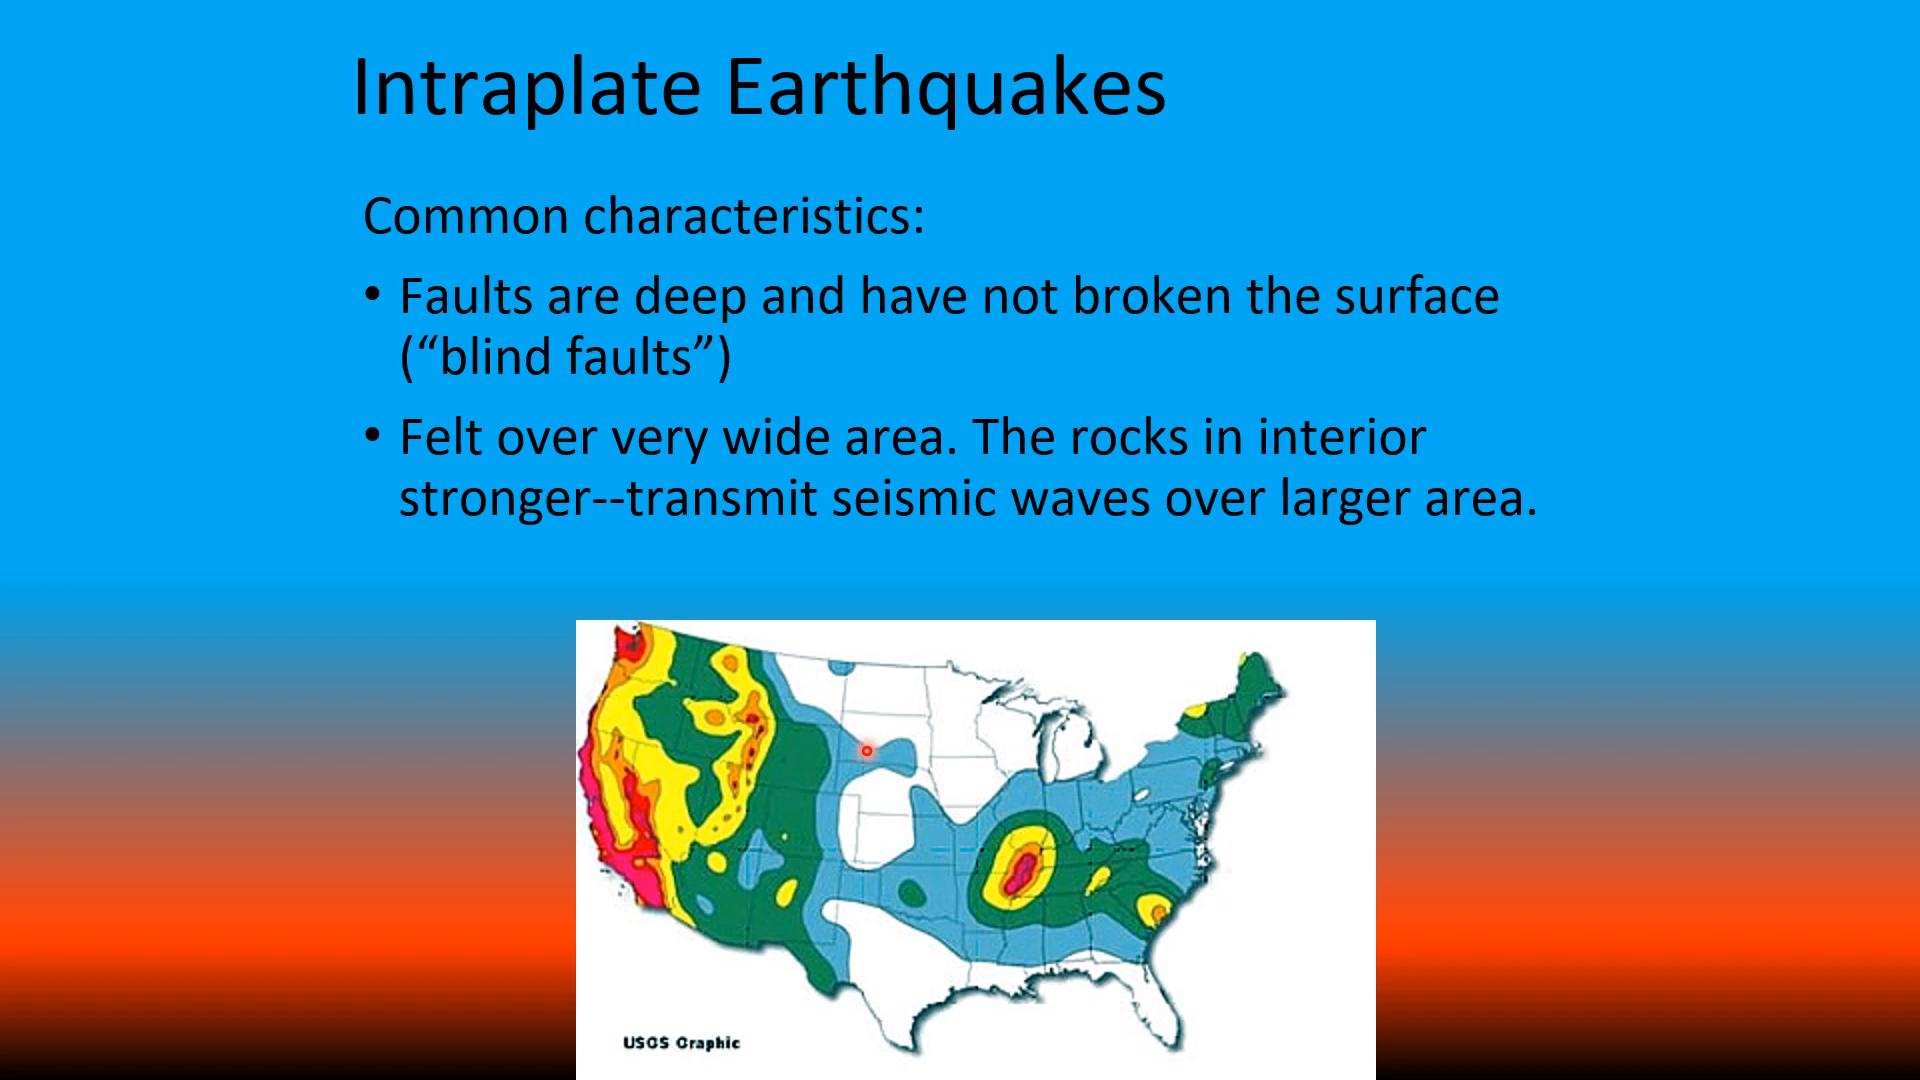 Intraplate Earthquakes
Common characteristics:
• Faults are deep and have not broken the surface
(“blind faults”)
• Felt over very wide area. The rocks in interior
stronger--transmit seismic waves over larger area.
USGS Graphic